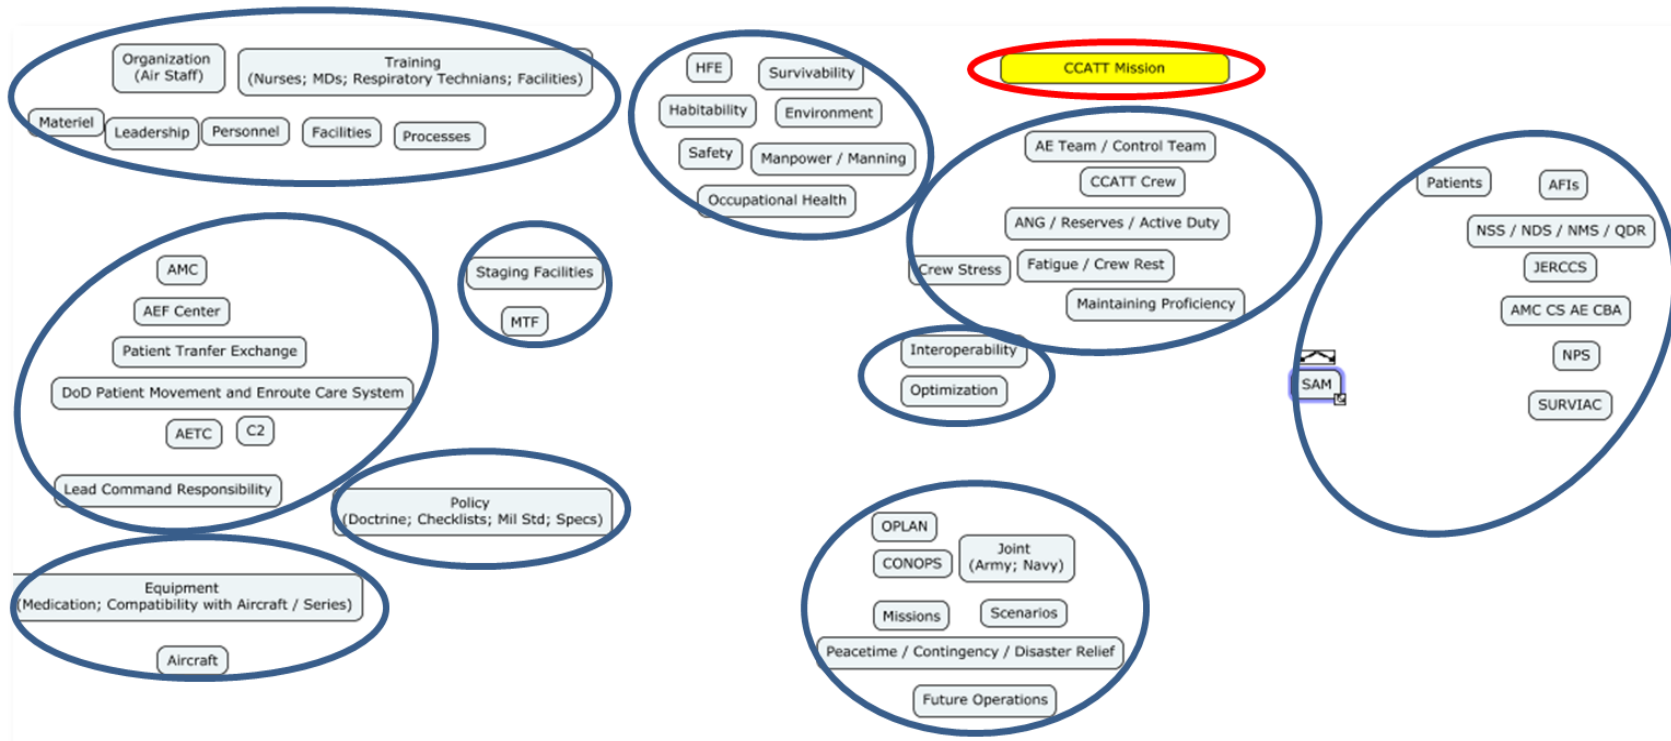 Organization
(Air Staff)
Training
(Nurses; MDs; Respiratory Technians; Facilities)
Materiel
Leadership
Personnel
Facilities
Processes
HFE
Survivability
Habitability
Environment
Safety
Manpower / Manning
Occupational Health
CCATT Mission
AE Team / Control Team
CCATT Crew
ANG / Reserves / Active Duty
Crew Stress
Fatigue / Crew Rest
Maintaining Proficiency
Patients
AFIs
NSS / NDS / NMS / QDR
JERCCS
AMC CS AE CBA
NPS
SAM
SURVIAC
AMC
AEF Center
Patient Tranfer Exchange
DoD Patient Movement and Enroute Care System
AETC
C2
Lead Command Responsibility
Staging Facilities
MTF
Interoperability
Optimization
Policy
(Doctrine; Checklists; Mil Std; Specs)
Equipment
(Medication; Compatibility with Aircraft / Series)
Aircraft
OPLAN
CONOPS
Joint
(Army; Navy)
Missions
Scenarios
Peacetime / Contingency / Disaster Relief
Future Operations